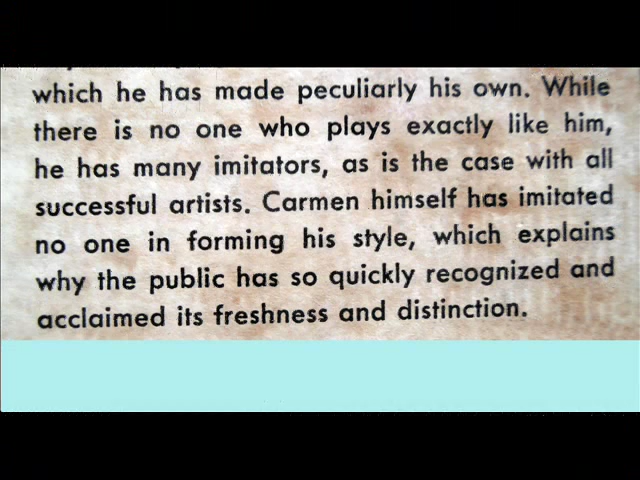 which he has made peculiarly his own. While
there is no one who plays exactly like him,
he has many imitators, as is the case with all
successful artists. Carmen himself has imitated
no one in forming his style, which explains
why the public has so quickly recognized and
acclaimed its freshness and distinction.